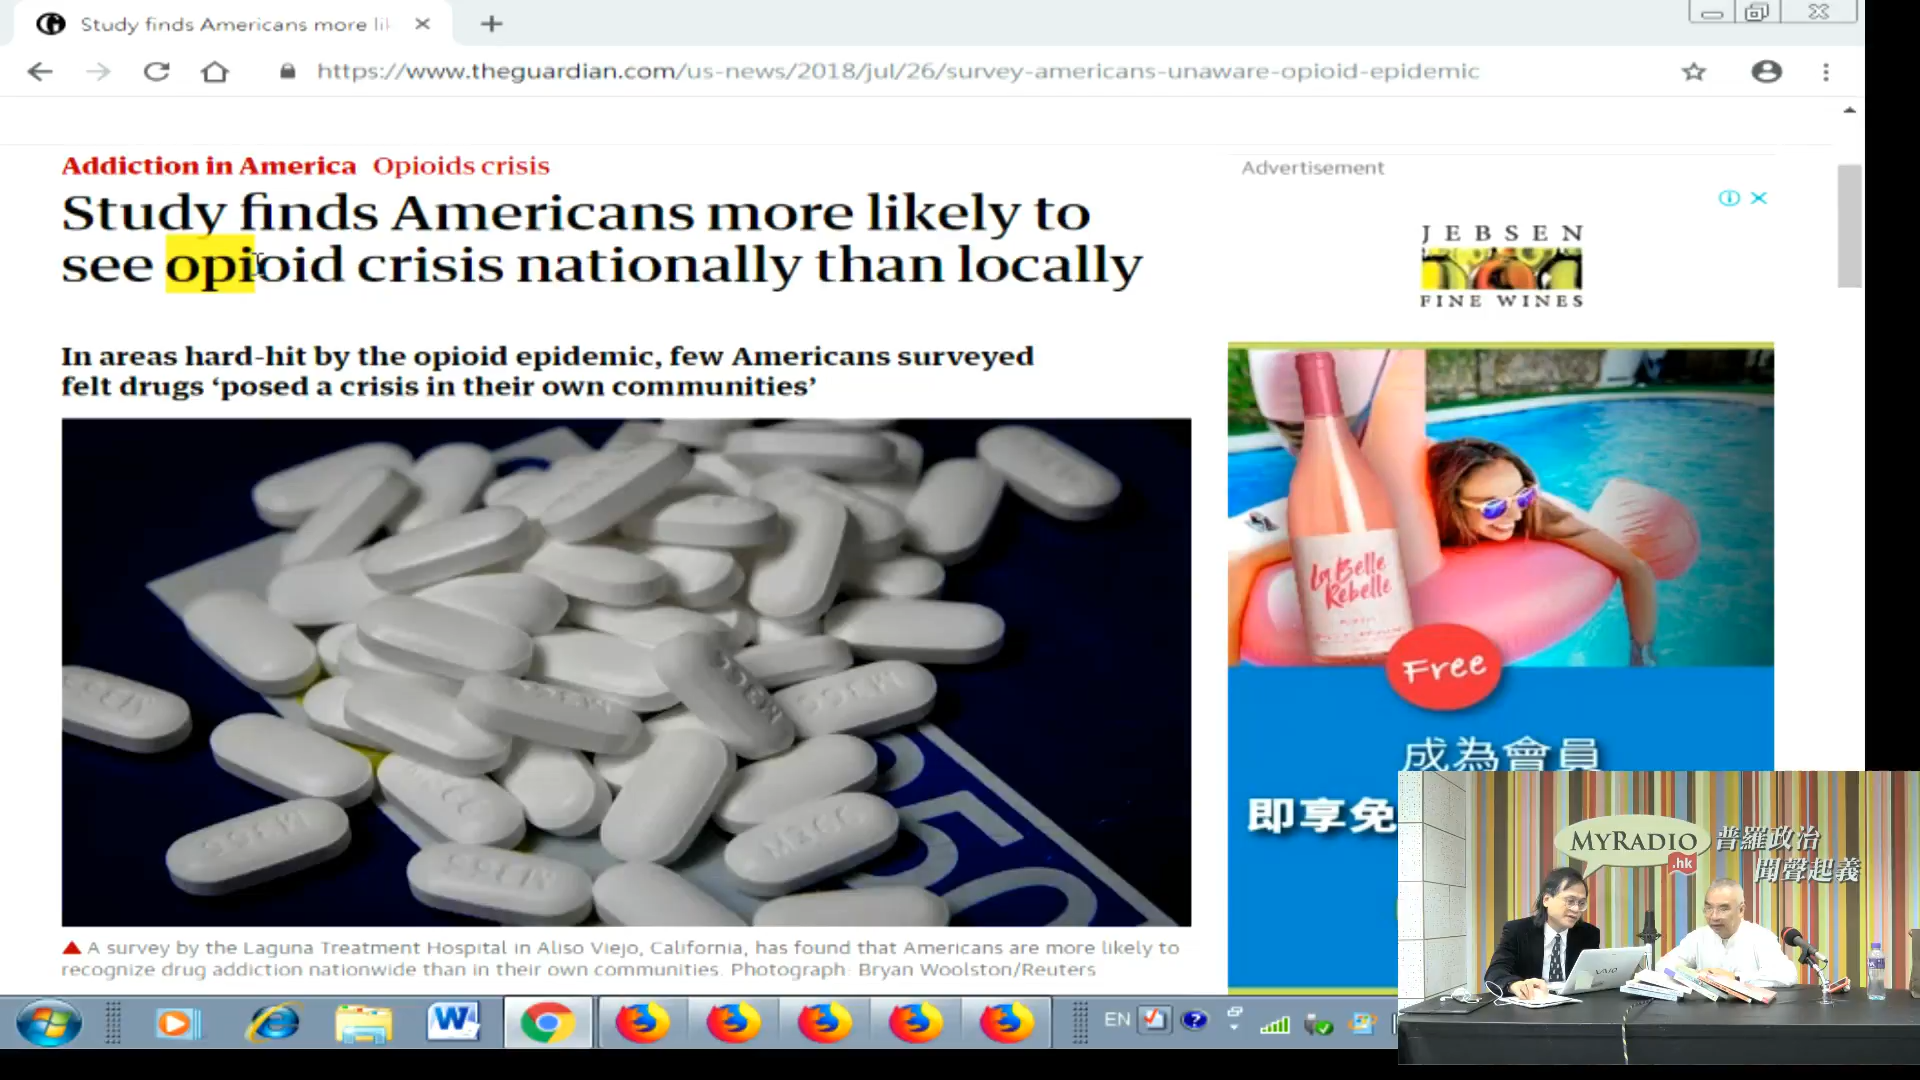 Study finds Americans more li
https://www.theguardian.com/us-news/2018/jul/26/survey-americans-unaware-opioid-epidemic
Addiction in America Opioids crisis
Study finds Americans more likely to
see opioid crisis nationally than locally
In areas hard-hit by the opioid epidemic, few Americans surveyed
felt drugs ‘posed a crisis in their own communities’
50
A survey by the Laguna Treatment Hospital in Aliso Viejo, California, has found that Americans are more likely to
recognize drug addiction nationwide than in their own communities. Photograph: Bryan Woolston/Reuters
Advertisement
JEBSEN
FINE WINES
La Belle
Rebelle
Free
成為會員
即享免
MYRADIO
.hk
普羅政治
聞聲起義
VAIO
EN